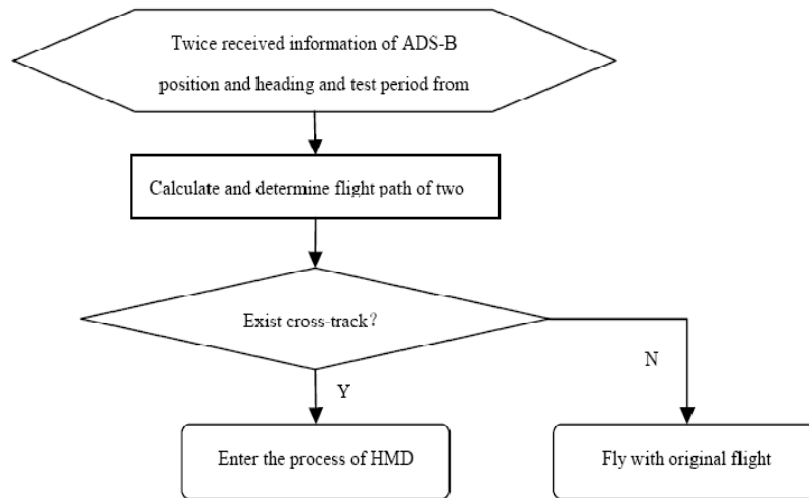 Twice received information of ADS-B
position and heading and test period from
Calculate and determine flight path of two
Exist cross-track?
N
Y
Enter the process of HMD
Fly with original flight